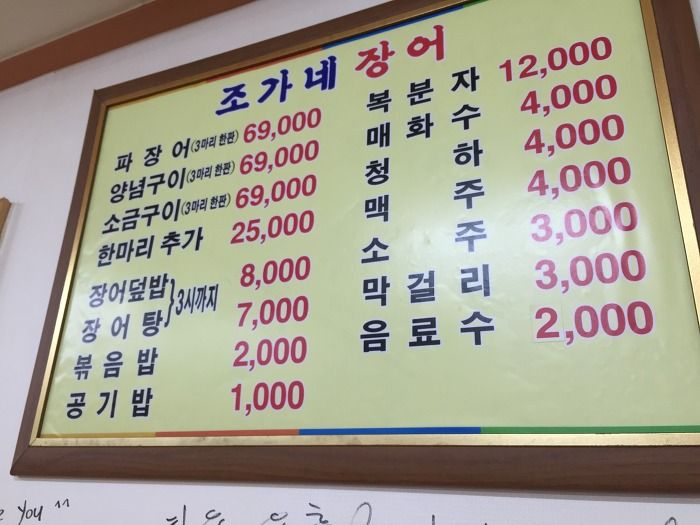 조가네 장어
파 장 어(3마리 한판) 69,000
양념구이(3마리 한판) 69,000
소금구이(3마리 한판) 69,000
한마리 추가 25,000
장어덮밥 8,000
장 어 탕 } 3시까지 7,000
볶 음 밥 2,000
공 기 밥 1,000
복 분 자 12,000
매 화 수 4,000
청 하 4,000
맥 주 4,000
소 주 3,000
막 걸 리 3,000
음 료 수 2,000
you ^^